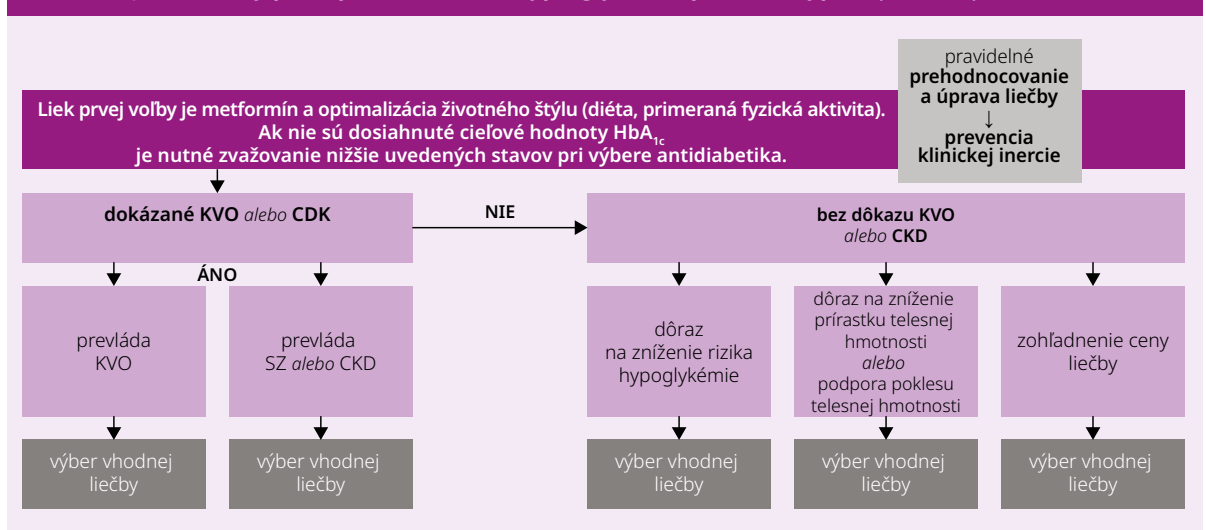 pravidelné
prehodnocovanie
a úprava liečby
↓
prevencia
klinickej inercie
Liek prvej voľby je metformín a optimalizácia životného štýlu (diéta, primeraná fyzická aktivita).
Ak nie sú dosiahnuté cieľové hodnoty HbA1c
je nutné zvažovanie nižšie uvedených stavov pri výbere antidiabetika.
dokázané KVO alebo CDK
NIE
bez dôkazu KVO
alebo CKD
ÁNO
prevláda
KVO
prevláda
SZ alebo CKD
dôraz
na zníženie rizika
hypoglykémie
dôraz na zníženie
prírastku telesnej
hmotnosti
alebo
podpora poklesu
telesnej hmotnosti
zohľadnenie ceny
liečby
výber vhodnej
liečby
výber vhodnej
liečby
výber vhodnej
liečby
výber vhodnej
liečby
výber vhodnej
liečby